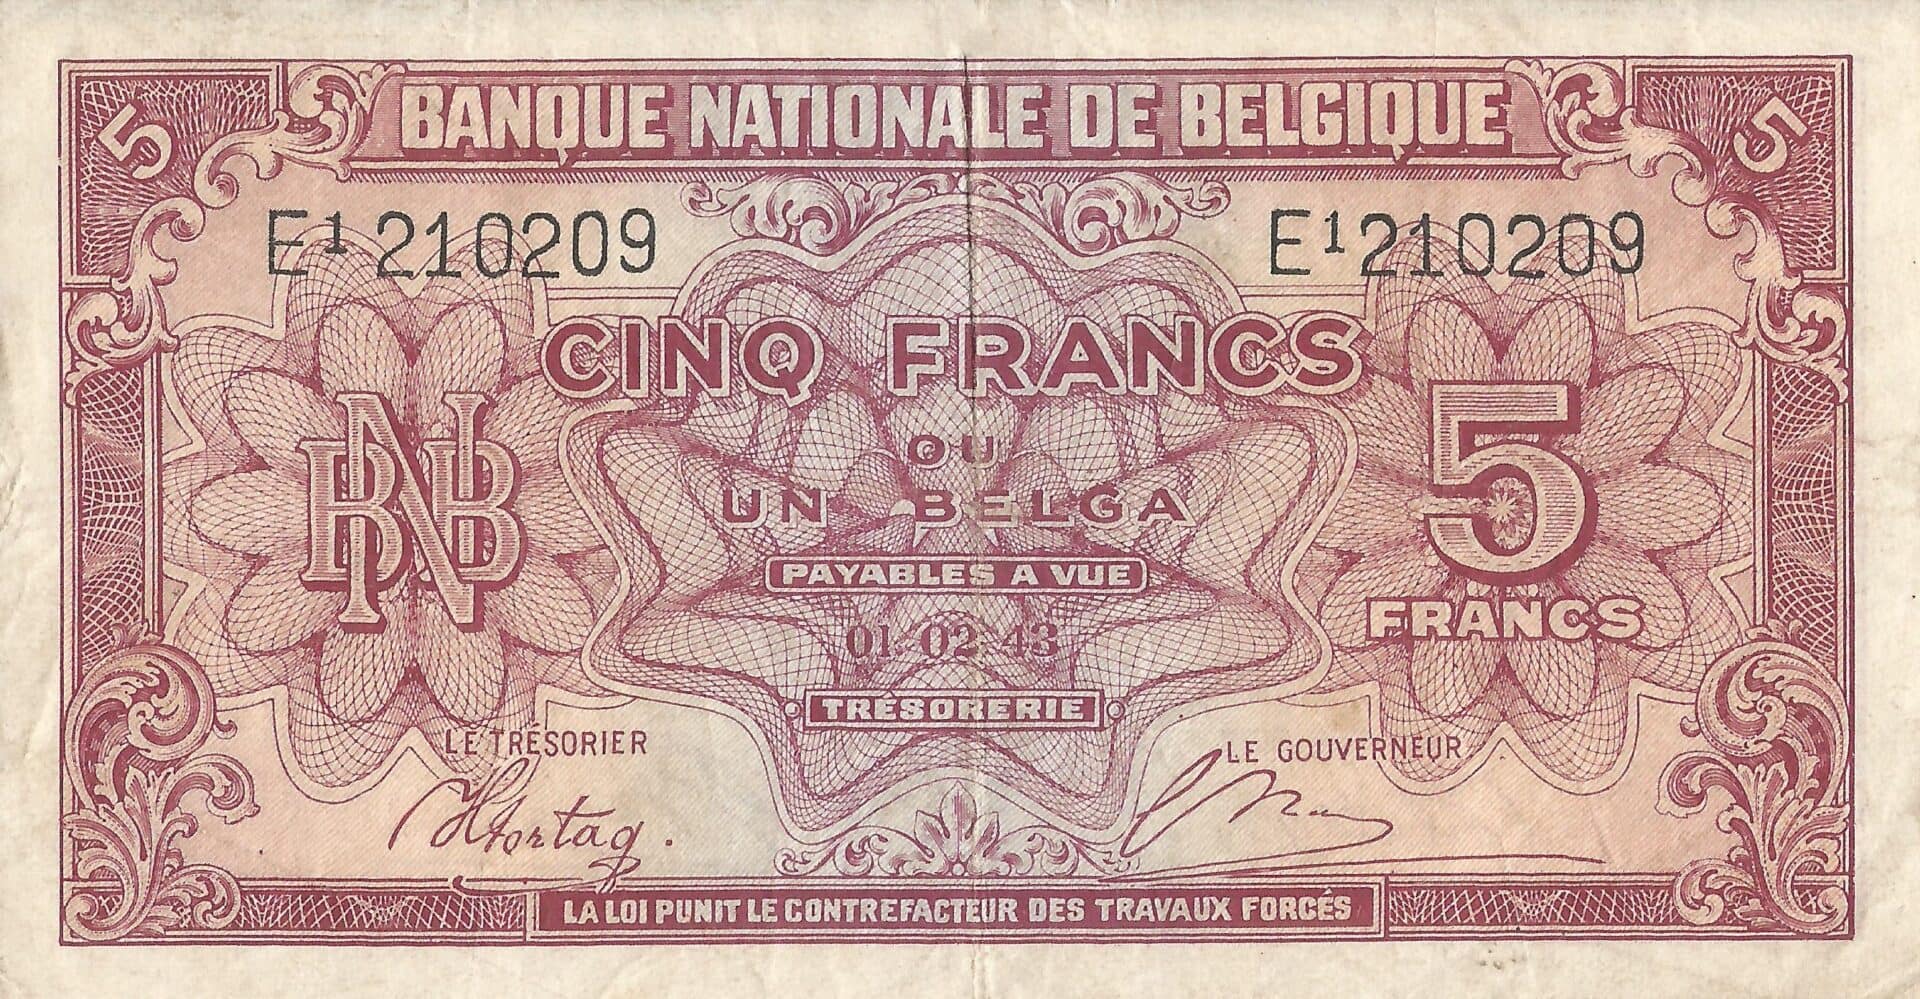 5 BANQUE NATIONALE DE BELGIQUE 5
E¹ 210209 E¹ 210209
CINQ FRANCS
OU
UN BELGA
BNB 5
PAYABLES A VUE
FRANCS
01-02-43
TRÉSORERIE
LE TRÉSORIER LE GOUVERNEUR
LA LOI PUNIT LE CONTREFACTEUR DES TRAVAUX FORCÉS